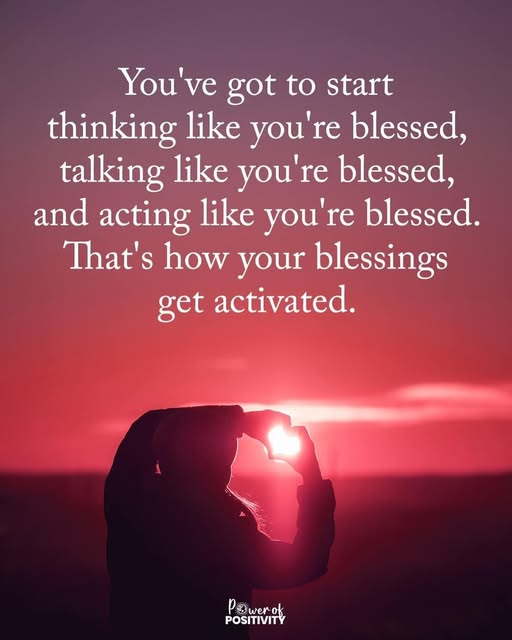 You've got to start
thinking like you're blessed,
talking like you're blessed,
and acting like you're blessed.
That's how your blessings
get activated.
Power of
POSITIVITY